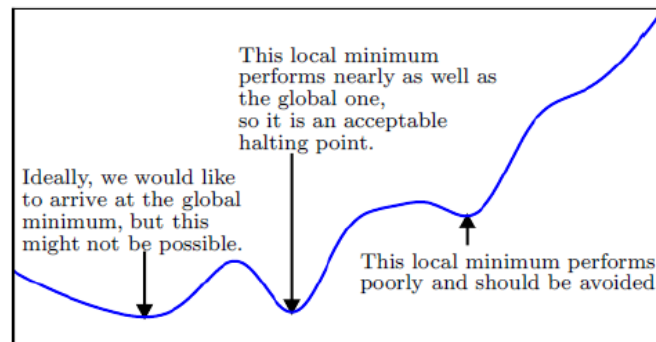 This local minimum
performs nearly as well as
the global one,
so it is an acceptable
halting point.
Ideally, we would like
to arrive at the global
minimum, but this
might not be possible.
This local minimum performs
poorly and should be avoided